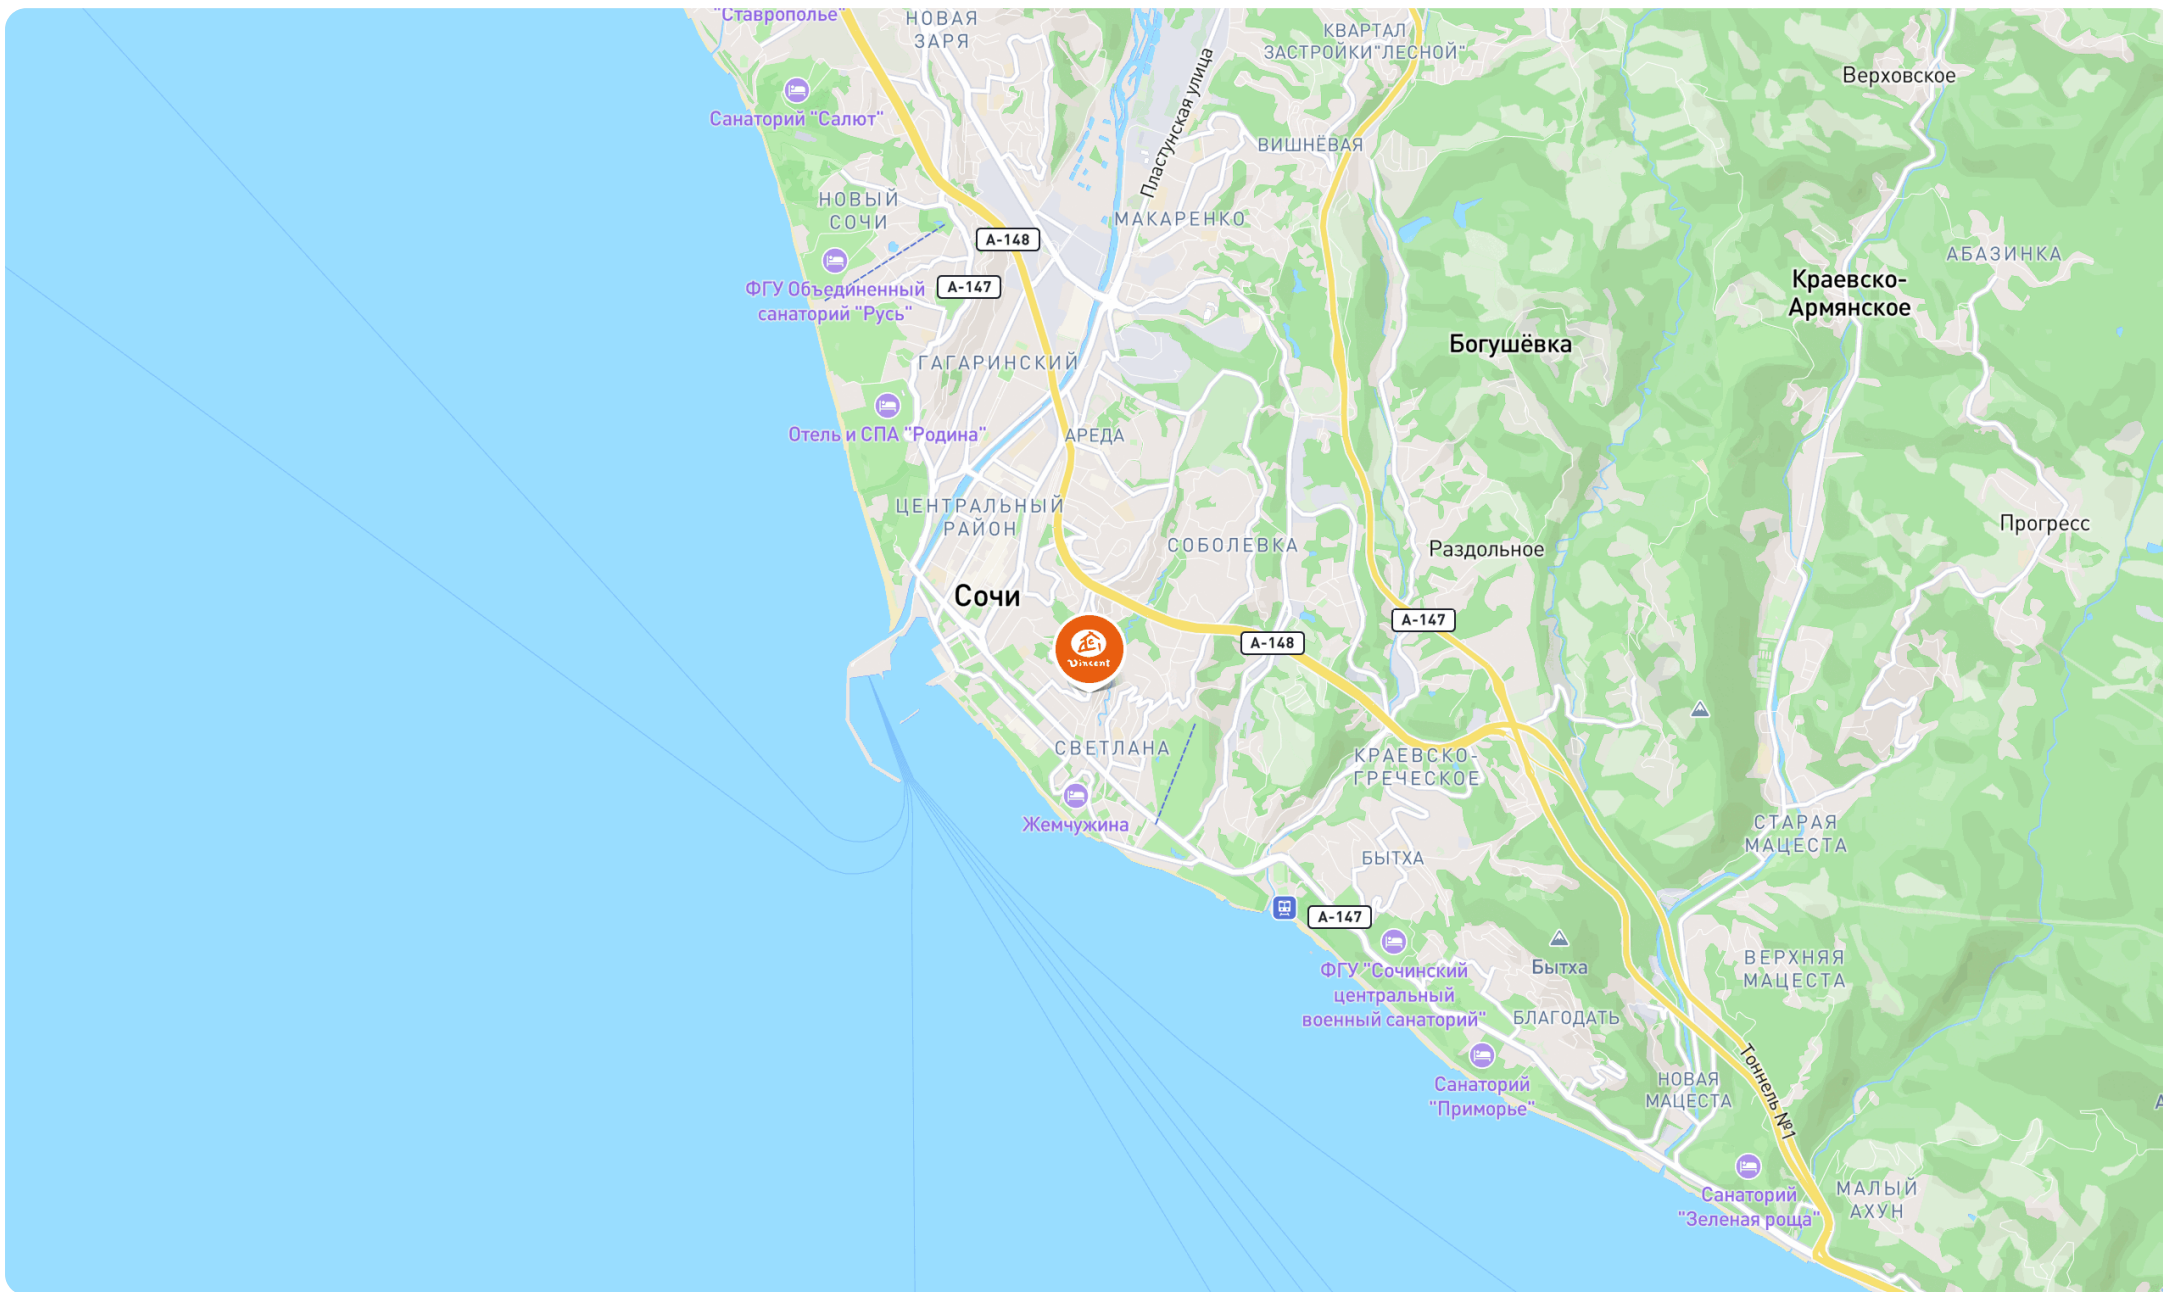 "Ставрополье"
НОВАЯ
ЗАРЯ
КВАРТАЛ
ЗАСТРОЙКИ"ЛЕСНОЙ"
Верховское
Санаторий "Салют"
Пластунская улица
ВИШНЁВАЯ
НОВЫЙ
СОЧИ
МАКАРЕНКО
А-148
АБАЗИНКА
ФГУ Объединенный
санаторий "Русь"
А-147
Краевско-
Армянское
Богушёвка
ГАГАРИНСКИЙ
Отель и СПА "Родина"
АРЕДА
ЦЕНТРАЛЬНЫЙ
РАЙОН
СОБОЛЕВКА
Раздольное
Прогресс
Сочи
Vincent
А-148
А-147
СВЕТЛАНА
КРАЕВСКО-
ГРЕЧЕСКОЕ
Жемчужина
СТАРАЯ
МАЦЕСТА
БЫТХА
А-147
ФГУ "Сочинский
центральный
военный санаторий"
Бытха
ВЕРХНЯЯ
МАЦЕСТА
БЛАГОДАТЬ
Санаторий
"Приморье"
НОВАЯ
МАЦЕСТА
Тоннель №1
Санаторий
"Зеленая роща"
МАЛЫЙ
АХУН